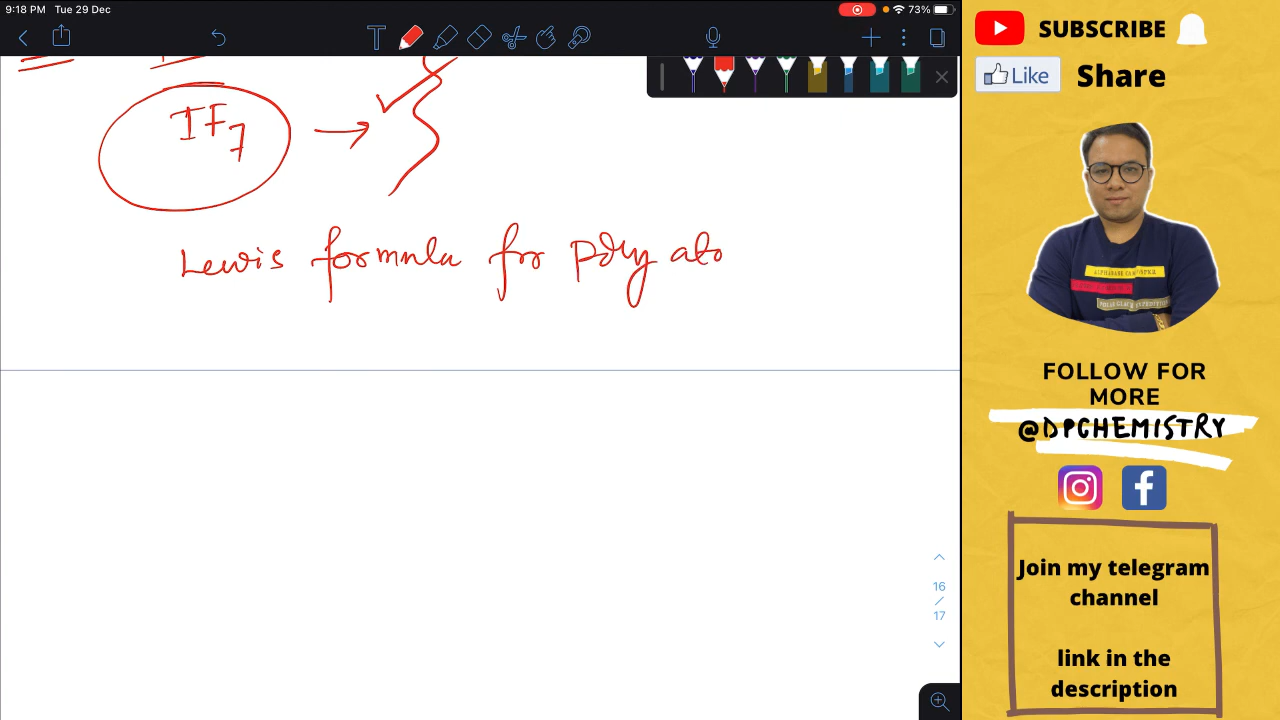 9:18 PM Tue 29 Dec
73%
IF7
Lewis formula for Poly ato
16
/
17
SUBSCRIBE
Like
Share
FOLLOW FOR
MORE
@DPCHEMISTRY
Join my telegram
channel
link in the
description